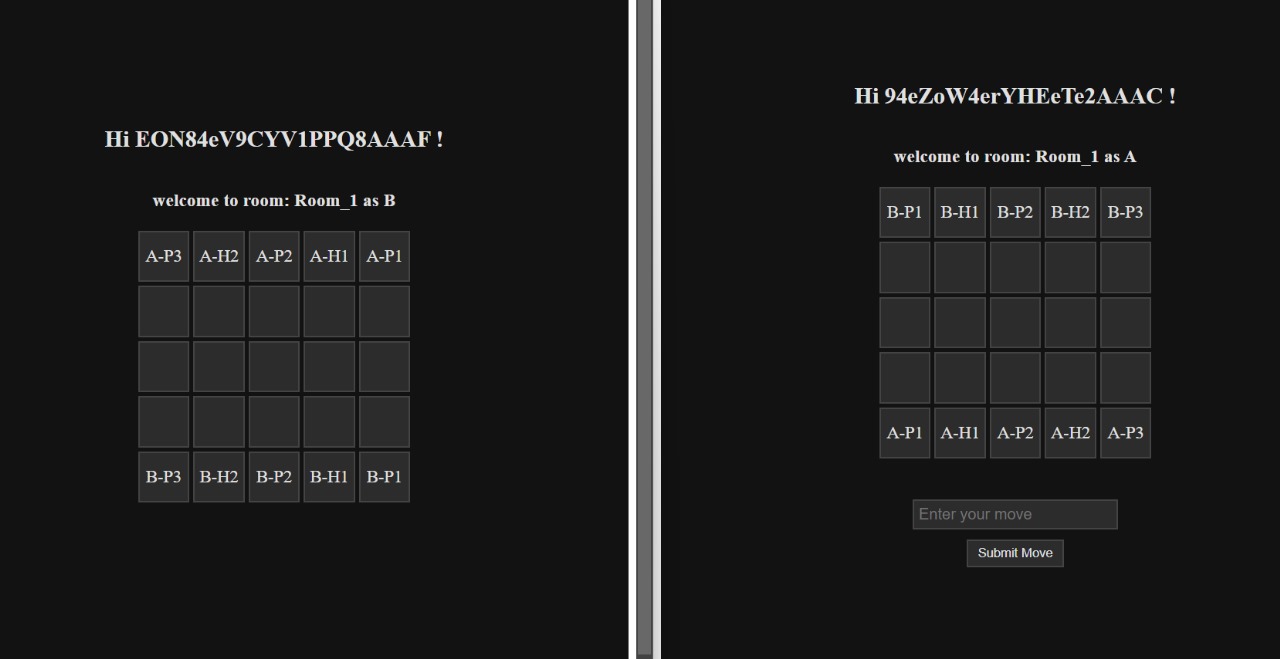 Hi EON84eV9CYV1PPQ8AAAF !
welcome to room: Room_1 as B
A-P3 A-H2 A-P2 A-H1 A-P1
B-P3 B-H2 B-P2 B-H1 B-P1
Hi 94eZoW4erYHEeTe2AAAC !
welcome to room: Room_1 as A
B-P1 B-H1 B-P2 B-H2 B-P3
A-P1 A-H1 A-P2 A-H2 A-P3
Enter your move
Submit Move